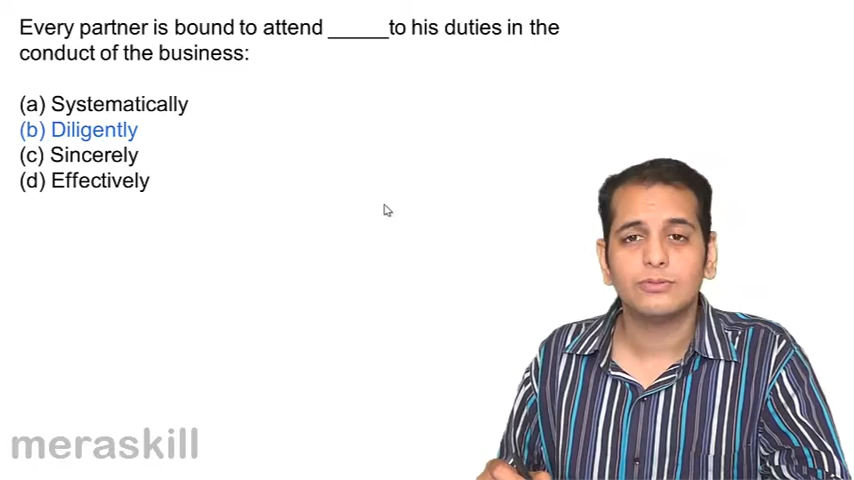 Every partner is bound to attend _____to his duties in the
conduct of the business:
(a) Systematically
(b) Diligently
(c) Sincerely
(d) Effectively
meraskill